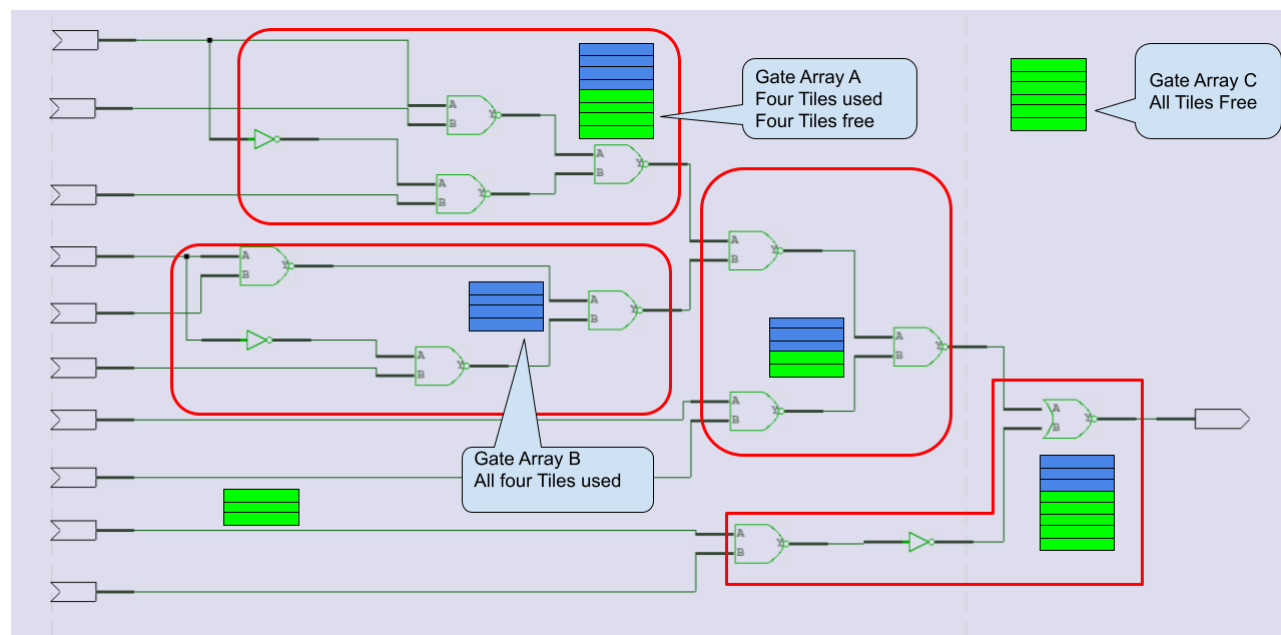 Gate Array A
Four Tiles used
Four Tiles free
Gate Array C
All Tiles Free
A
B
Y
A
B
Y
A
B
Y
A
B
Y
A
B
Y
A
B
Y
A
B
Y
A
B
Y
A
B
Y
A
B
Y
Gate Array B
All four Tiles used
A
B
Y